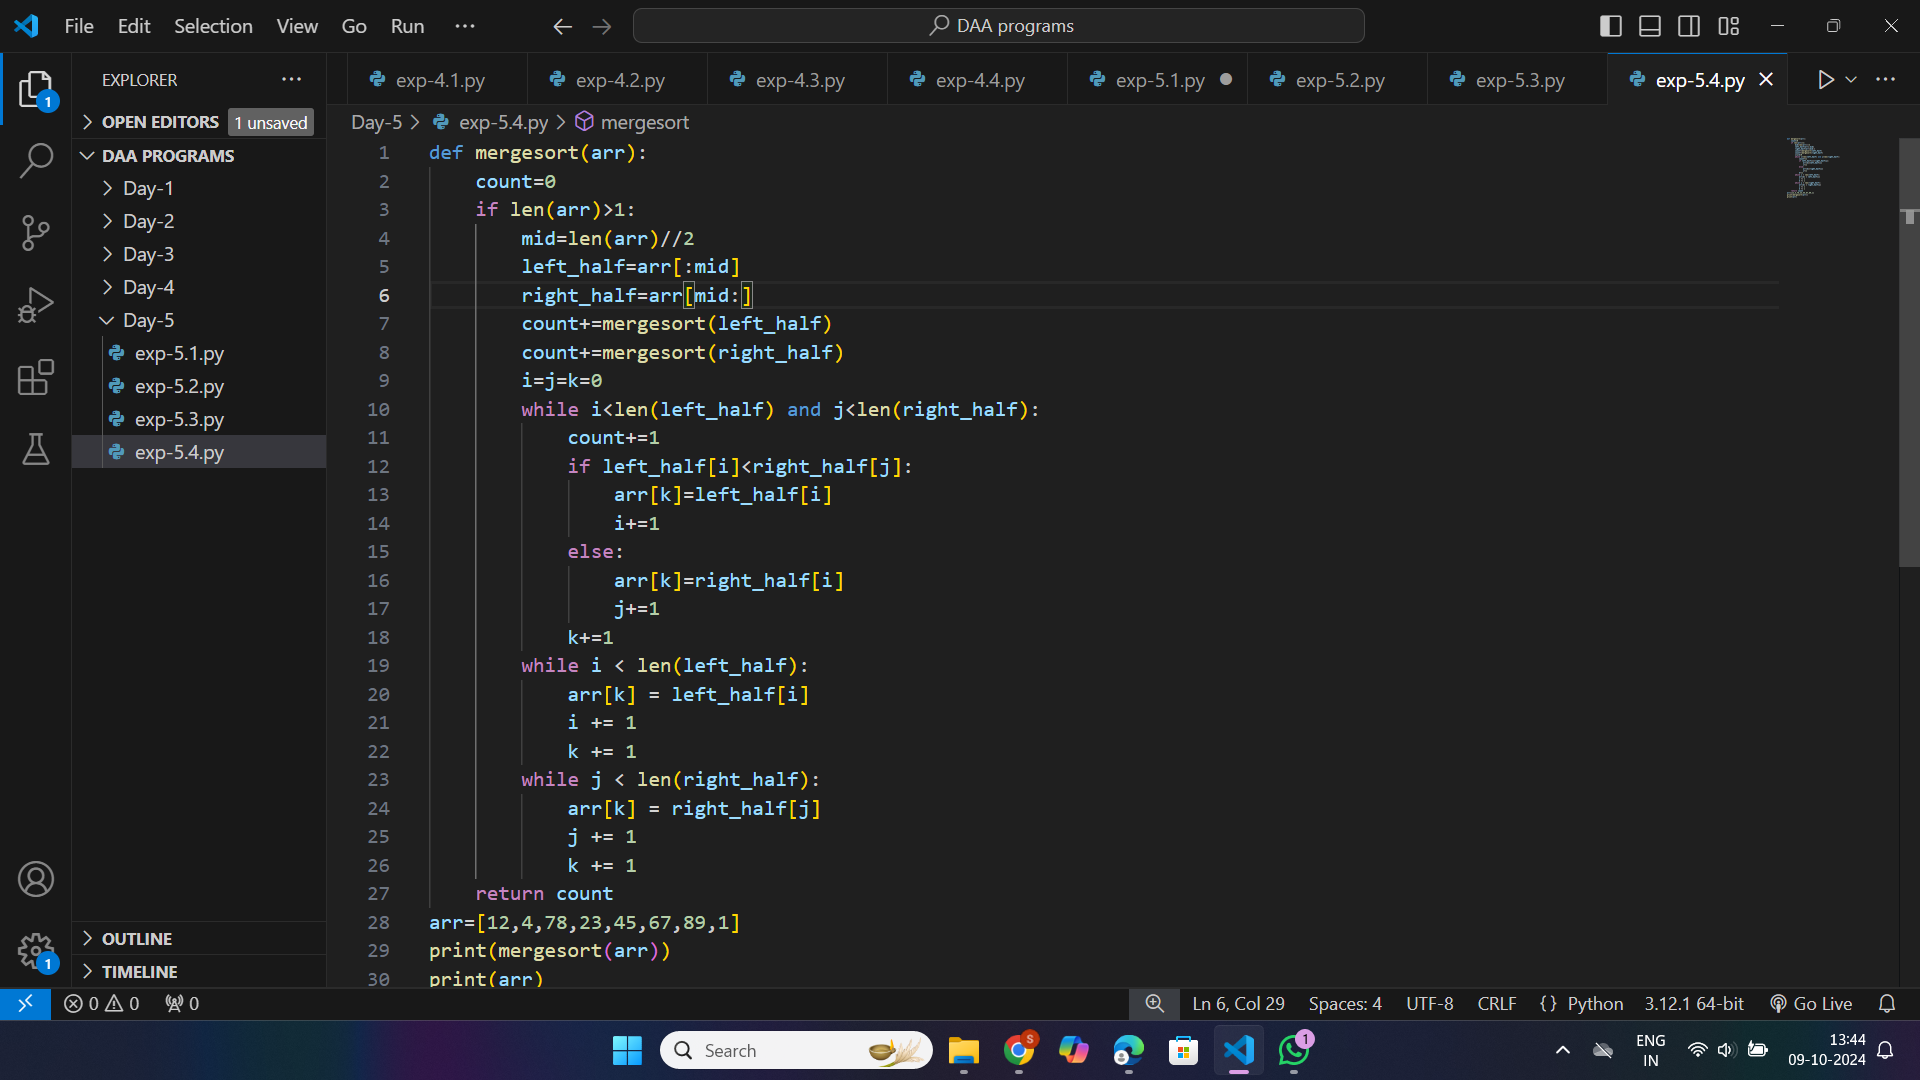 File Edit Selection View Go Run ··· DAA programs
EXPLORER ···
exp-4.1.py exp-4.2.py exp-4.3.py exp-4.4.py exp-5.1.py exp-5.2.py exp-5.3.py exp-5.4.py
OPEN EDITORS 1 unsaved
DAA PROGRAMS
Day-1
Day-2
Day-3
Day-4
Day-5
exp-5.1.py
exp-5.2.py
exp-5.3.py
exp-5.4.py
OUTLINE
TIMELINE
1
1
Day-5 > exp-5.4.py > mergesort
1 def mergesort(arr):
2 count=0
3 if len(arr)>1:
4 mid=len(arr)//2
5 left_half=arr[:mid]
6 right_half=arr[mid:]
7 count+=mergesort(left_half)
8 count+=mergesort(right_half)
9 i=j=k=0
10 while i<len(left_half) and j<len(right_half):
11 count+=1
12 if left_half[i]<right_half[j]:
13 arr[k]=left_half[i]
14 i+=1
15 else:
16 arr[k]=right_half[i]
17 j+=1
18 k+=1
19 while i < len(left_half):
20 arr[k] = left_half[i]
21 i += 1
22 k += 1
23 while j < len(right_half):
24 arr[k] = right_half[j]
25 j += 1
26 k += 1
27 return count
28 arr=[12,4,78,23,45,67,89,1]
29 print(mergesort(arr))
30 print(arr)
0 0 0 Ln 6, Col 29 Spaces: 4 UTF-8 CRLF {} Python 3.12.1 64-bit Go Live
Search S 1
ENG
IN
13:44
09-10-2024